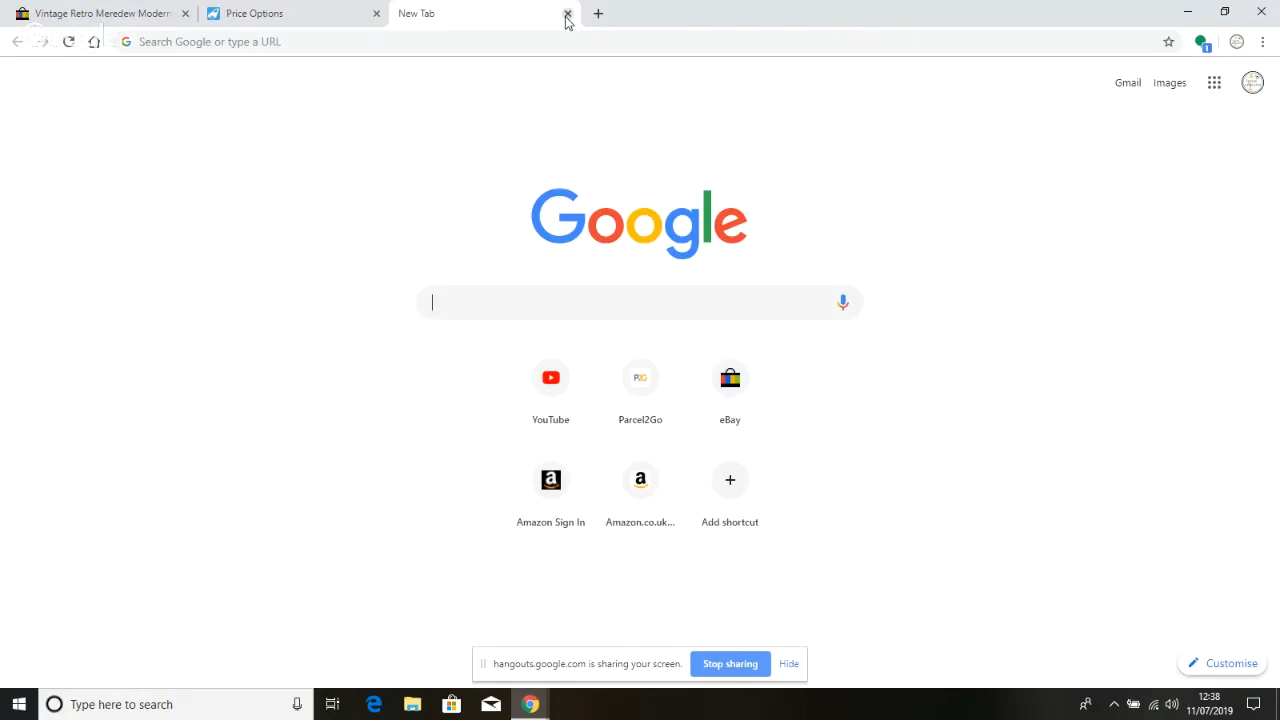 Vintage Retro Meredew Modern
Price Options
New Tab
Search Google or type a URL
1
Gmail
Images
Google
YouTube
P2G
Parcel2Go
eBay
a
Amazon Sign In
a
Amazon.co.uk...
Add shortcut
hangouts.google.com is sharing your screen.
Stop sharing
Hide
Customise
Type here to search
12:38
11/07/2019